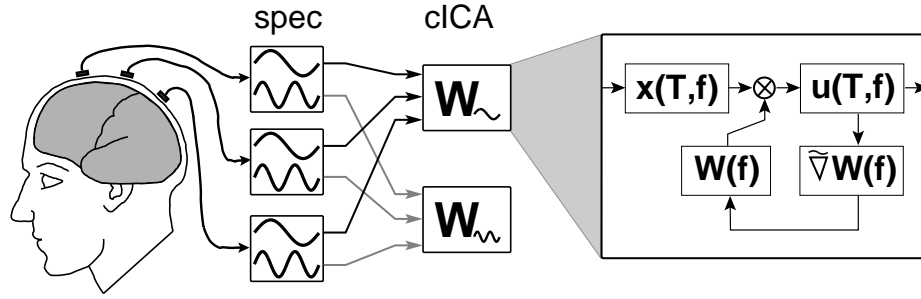 spec
cICA
W
W
x(T,f)
⊗
u(T,f)
W(f)
∇̃ W(f)